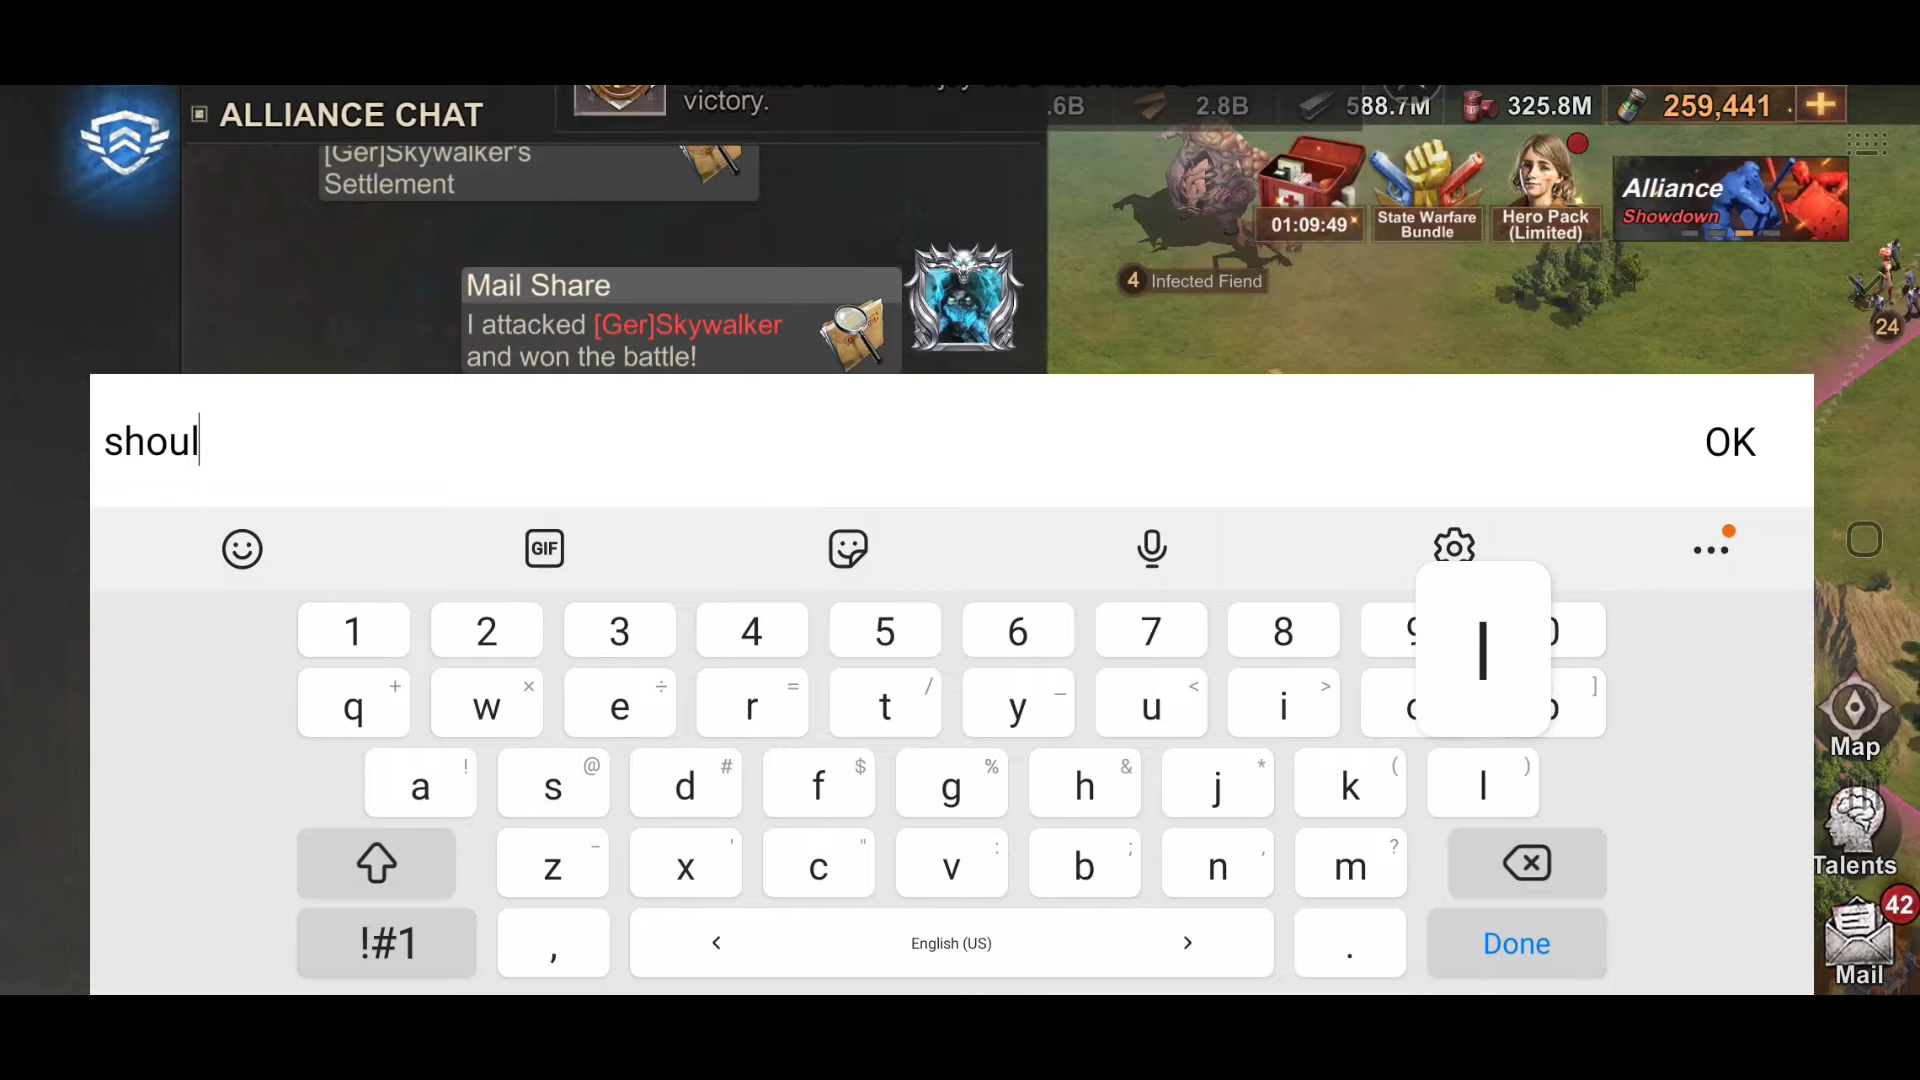 victory.
ALLIANCE CHAT
.6B
2.8B
588.7M
325.8M
259,441
[Ger]Skywalker's
Settlement
01:09:49
State Warfare
Bundle
Hero Pack
(Limited)
Alliance
Showdown
4 Infected Fiend
Mail Share
I attacked [Ger]Skywalker
and won the battle!
24
shoul
OK
GIF
1 2 3 4 5 6 7 8
l
+ × ÷ = / _ < > ]
q w e r t y u i
! @ # $ % & * ( )
a s d f g h j k l
- ' " : ; , ?
z x c v b n m
!#1 , < English (US) > . Done
Map
Talents
42
Mail